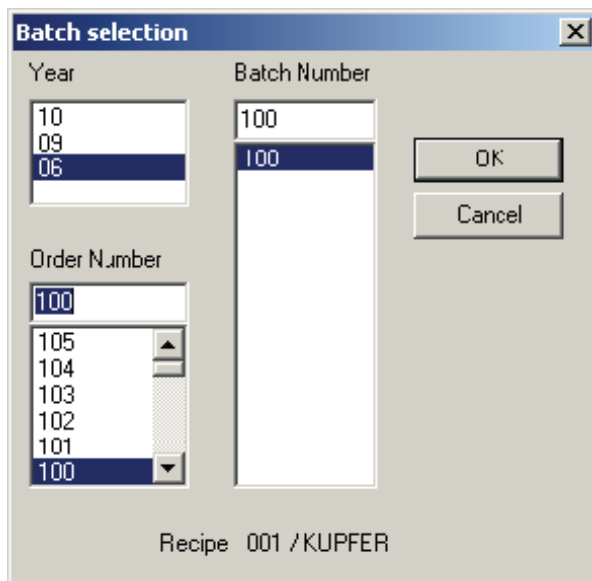 Batch selection
Year
10
09
06
Order Number
100
105
104
103
102
101
100
Batch Number
100
100
OK
Cancel
Recipe 001 / KUPFER